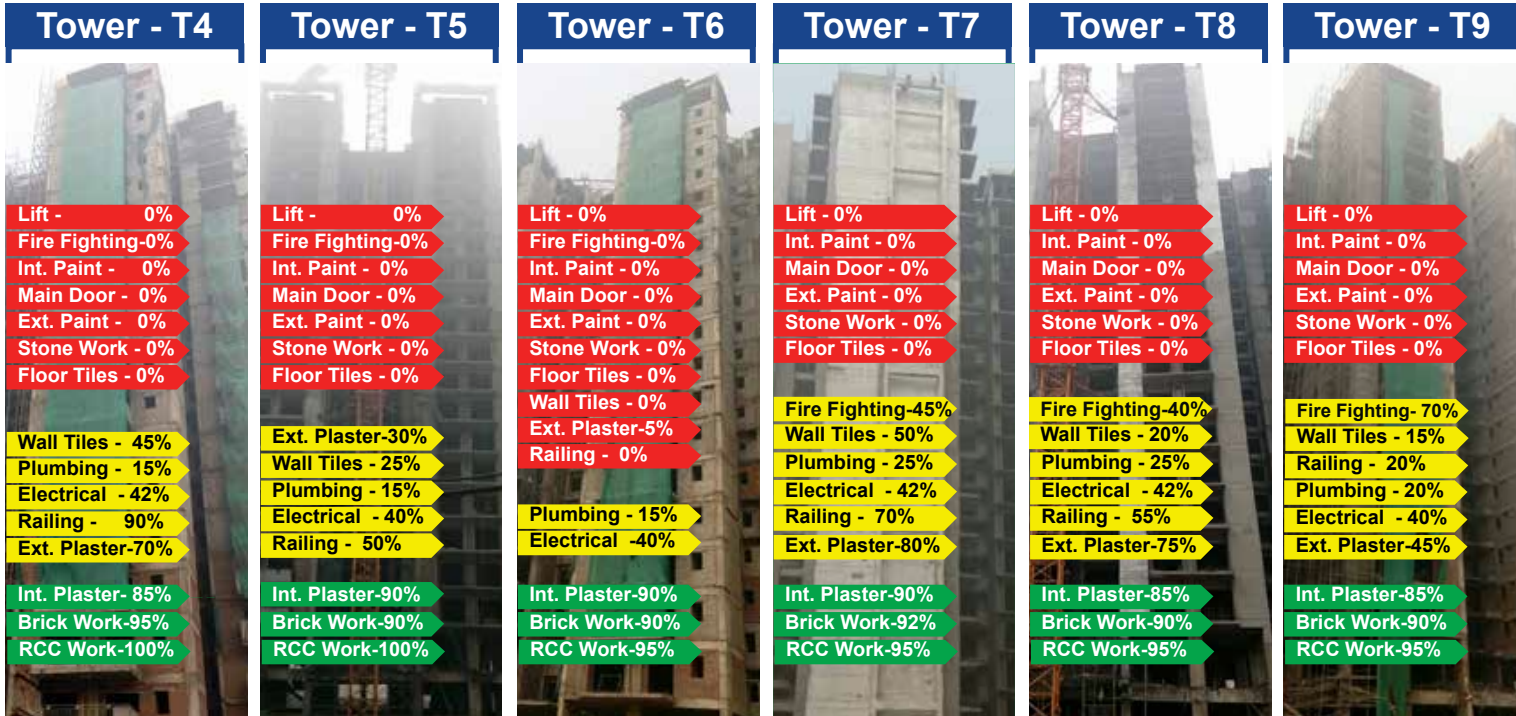 Tower - T4
Lift - 0%
Fire Fighting-0%
Int. Paint - 0%
Main Door - 0%
Ext. Paint - 0%
Stone Work - 0%
Floor Tiles - 0%
Wall Tiles - 45%
Plumbing - 15%
Electrical - 42%
Railing - 90%
Ext. Plaster-70%
Int. Plaster- 85%
Brick Work-95%
RCC Work-100%
Tower - T5
Lift - 0%
Fire Fighting-0%
Int. Paint - 0%
Main Door - 0%
Ext. Paint - 0%
Stone Work - 0%
Floor Tiles - 0%
Ext. Plaster-30%
Wall Tiles - 25%
Plumbing - 15%
Electrical - 40%
Railing - 50%
Int. Plaster-90%
Brick Work-90%
RCC Work-100%
Tower - T6
Lift - 0%
Fire Fighting-0%
Int. Paint - 0%
Main Door - 0%
Ext. Paint - 0%
Stone Work - 0%
Floor Tiles - 0%
Wall Tiles - 0%
Ext. Plaster-5%
Railing - 0%
Plumbing - 15%
Electrical -40%
Int. Plaster-90%
Brick Work-90%
RCC Work-95%
Tower - T7
Lift - 0%
Int. Paint - 0%
Main Door - 0%
Ext. Paint - 0%
Stone Work - 0%
Floor Tiles - 0%
Fire Fighting-45%
Wall Tiles - 50%
Plumbing - 25%
Electrical - 42%
Railing - 70%
Ext. Plaster-80%
Int. Plaster-90%
Brick Work-92%
RCC Work-95%
Tower - T8
Lift - 0%
Int. Paint - 0%
Main Door - 0%
Ext. Paint - 0%
Stone Work - 0%
Floor Tiles - 0%
Fire Fighting-40%
Wall Tiles - 20%
Plumbing - 25%
Electrical - 42%
Railing - 55%
Ext. Plaster-75%
Int. Plaster-85%
Brick Work-90%
RCC Work-95%
Tower - T9
Lift - 0%
Int. Paint - 0%
Main Door - 0%
Ext. Paint - 0%
Stone Work - 0%
Floor Tiles - 0%
Fire Fighting- 70%
Wall Tiles - 15%
Railing - 20%
Plumbing - 20%
Electrical - 40%
Ext. Plaster-45%
Int. Plaster-85%
Brick Work-90%
RCC Work-95%